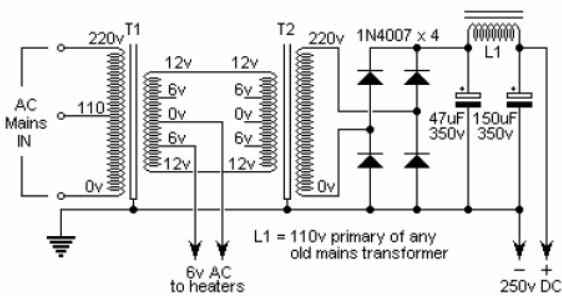 T1
T2
220v
12v
12v
220v
1N4007 x 4
L1
6v
6v
AC
Mains
IN
110
0v
0v
47uF
350v
150uF
350v
6v
6v
0v
12v
12v
0v
L1 = 110v primary of any
old mains transformer
6v AC
to heaters
− +
250v DC